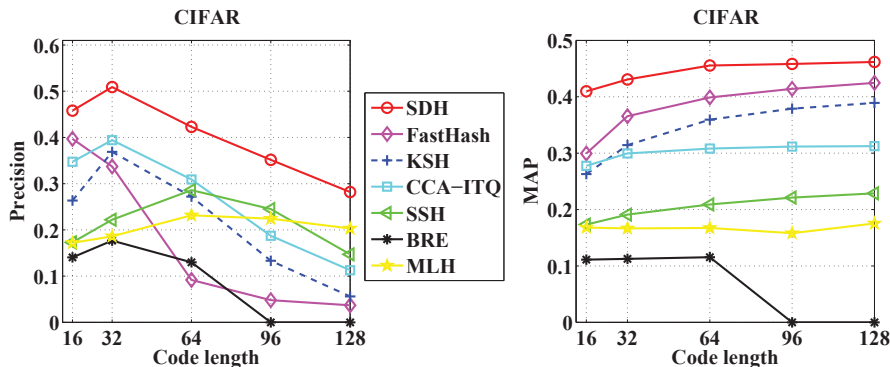 CIFAR
CIFAR
0.6
0.5
0.4
0.3
0.2
0.1
0
Precision
16
32
64
96
128
Code length
SDH
FastHash
KSH
CCA−ITQ
SSH
BRE
MLH
0.5
0.4
0.3
0.2
0.1
0
MAP
16
32
64
96
128
Code length